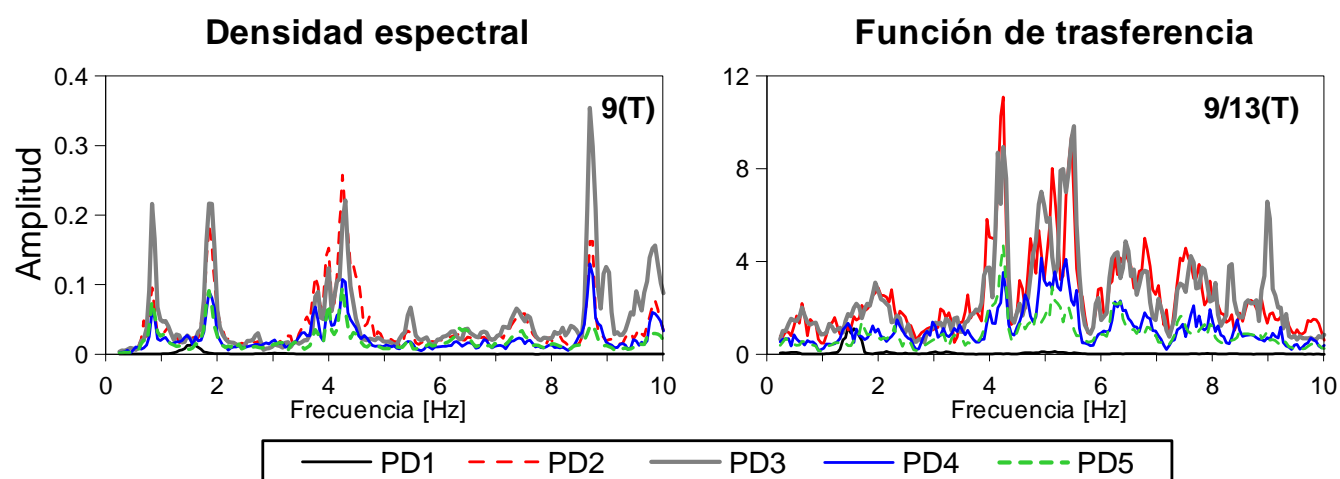 Densidad espectral
Función de trasferencia
Amplitud
0.4
0.3
0.2
0.1
0
0 2 4 6 8 10
9(T)
Frecuencia [Hz]
12
8
4
0
0 2 4 6 8 10
9/13(T)
Frecuencia [Hz]
PD1 PD2 PD3 PD4 PD5